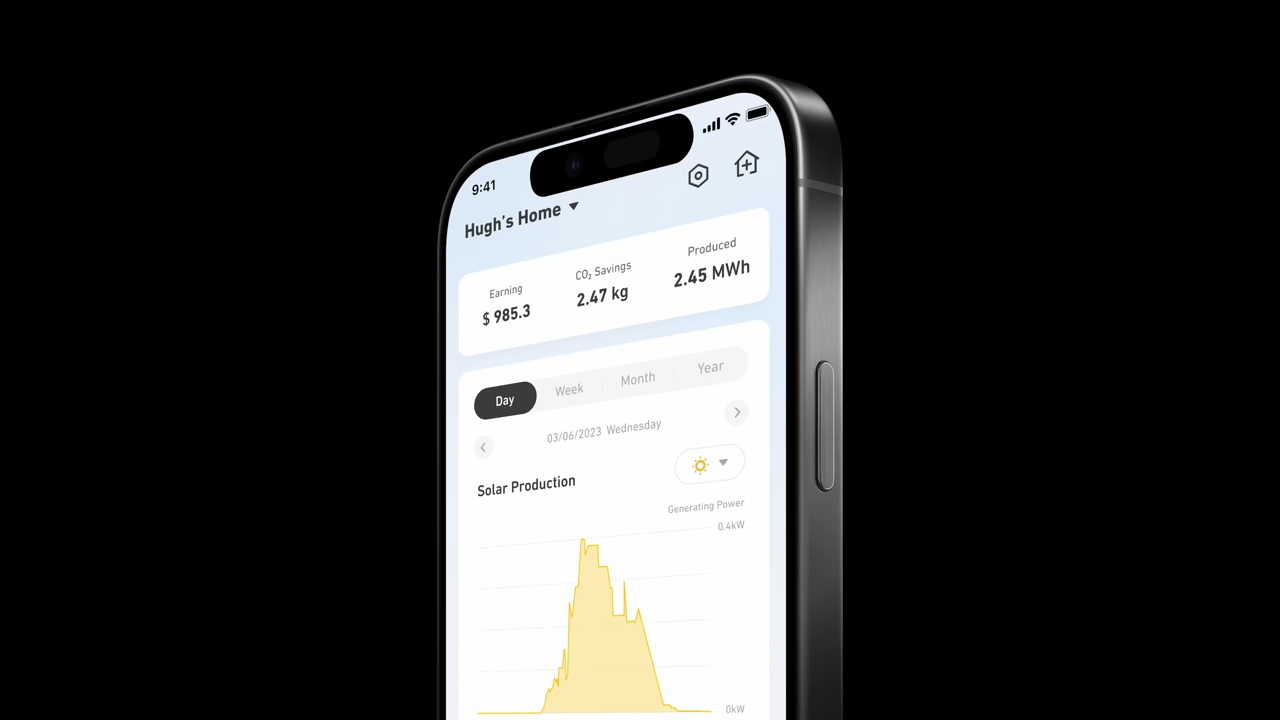 9:41
Hugh's Home
Earning
$ 985.3
CO₂ Savings
2.47 kg
Produced
2.45 MWh
Day
Week
Month
Year
03/06/2023 Wednesday
Solar Production
Generating Power
0.4kW
0kW